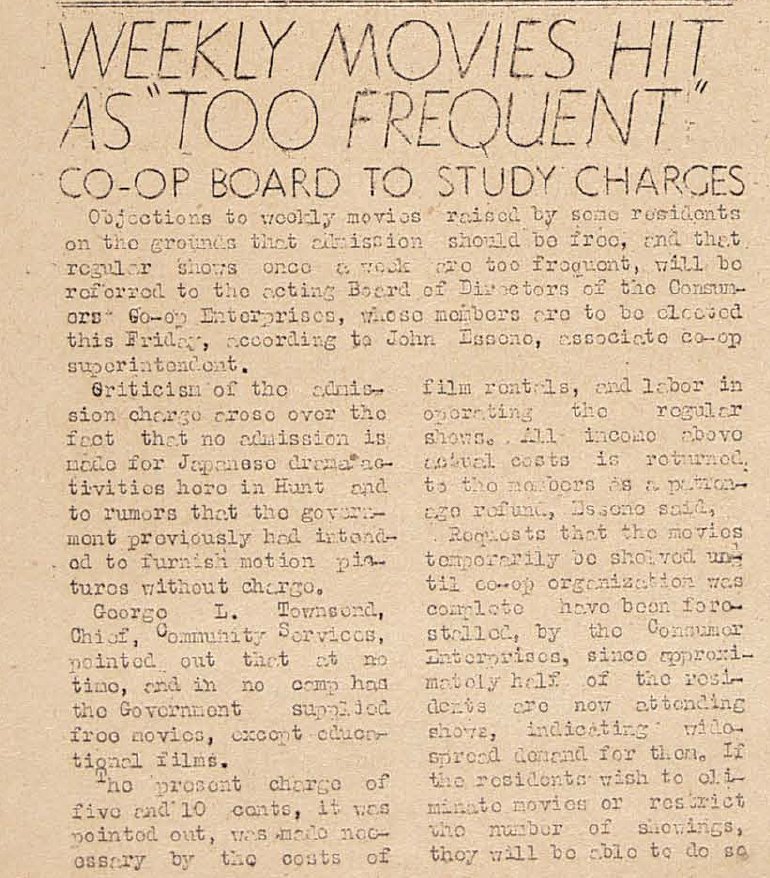 WEEKLY MOVIES HIT
AS "TOO FREQUENT"
CO-OP BOARD TO STUDY CHARGES
Objections to weekly movies raised by some residents
on the grounds that admission should be free, and that
regular shows once a week are too frequent, will be
referred to the acting Board of Directors of the Consum-
ers' Co-op Enterprises, whose members are to be elected
this Friday, according to John Essene, associate co-op
superintendent.
Criticism of the admis-
sion charge arose over the
fact that no admission is
made for Japanese drama ac-
tivities here in Hunt and
to rumors that the govern-
ment previously had intend-
ed to furnish motion pic-
tures without charge.
George L. Townsend,
Chief, Community Services,
pointed out that at no
time, and in no camp has
the Government supplied
free movies, except educa-
tional films.
The present charge of
five and 10 cents, it was
pointed out, was made nec-
essary by the costs of
film rentals, and labor in
operating the regular
shows. All income above
actual costs is returned
to the members as a patron-
age refund, Essene said,
Requests that the movies
temporarily be shelved un-
til co-op organization was
complete have been fore-
stalled, by the Consumer
Enterprises, since approxi-
mately half of the resi-
dents are now attending
shows, indicating wide-
spread demand for them. If
the residents wish to eli-
minate movies or restrict
the number of showings,
they will be able to do so